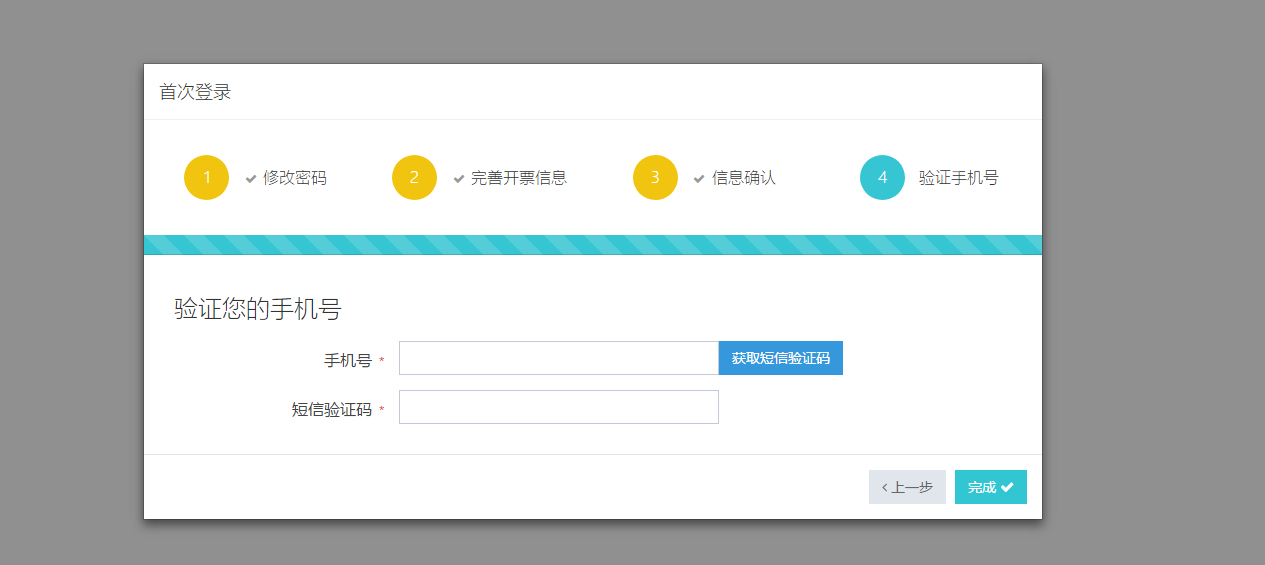 首次登录
1 修改密码 2 完善开票信息 3 信息确认 4 验证手机号
验证您的手机号
手机号 * 获取短信验证码
短信验证码 *
上一步 完成